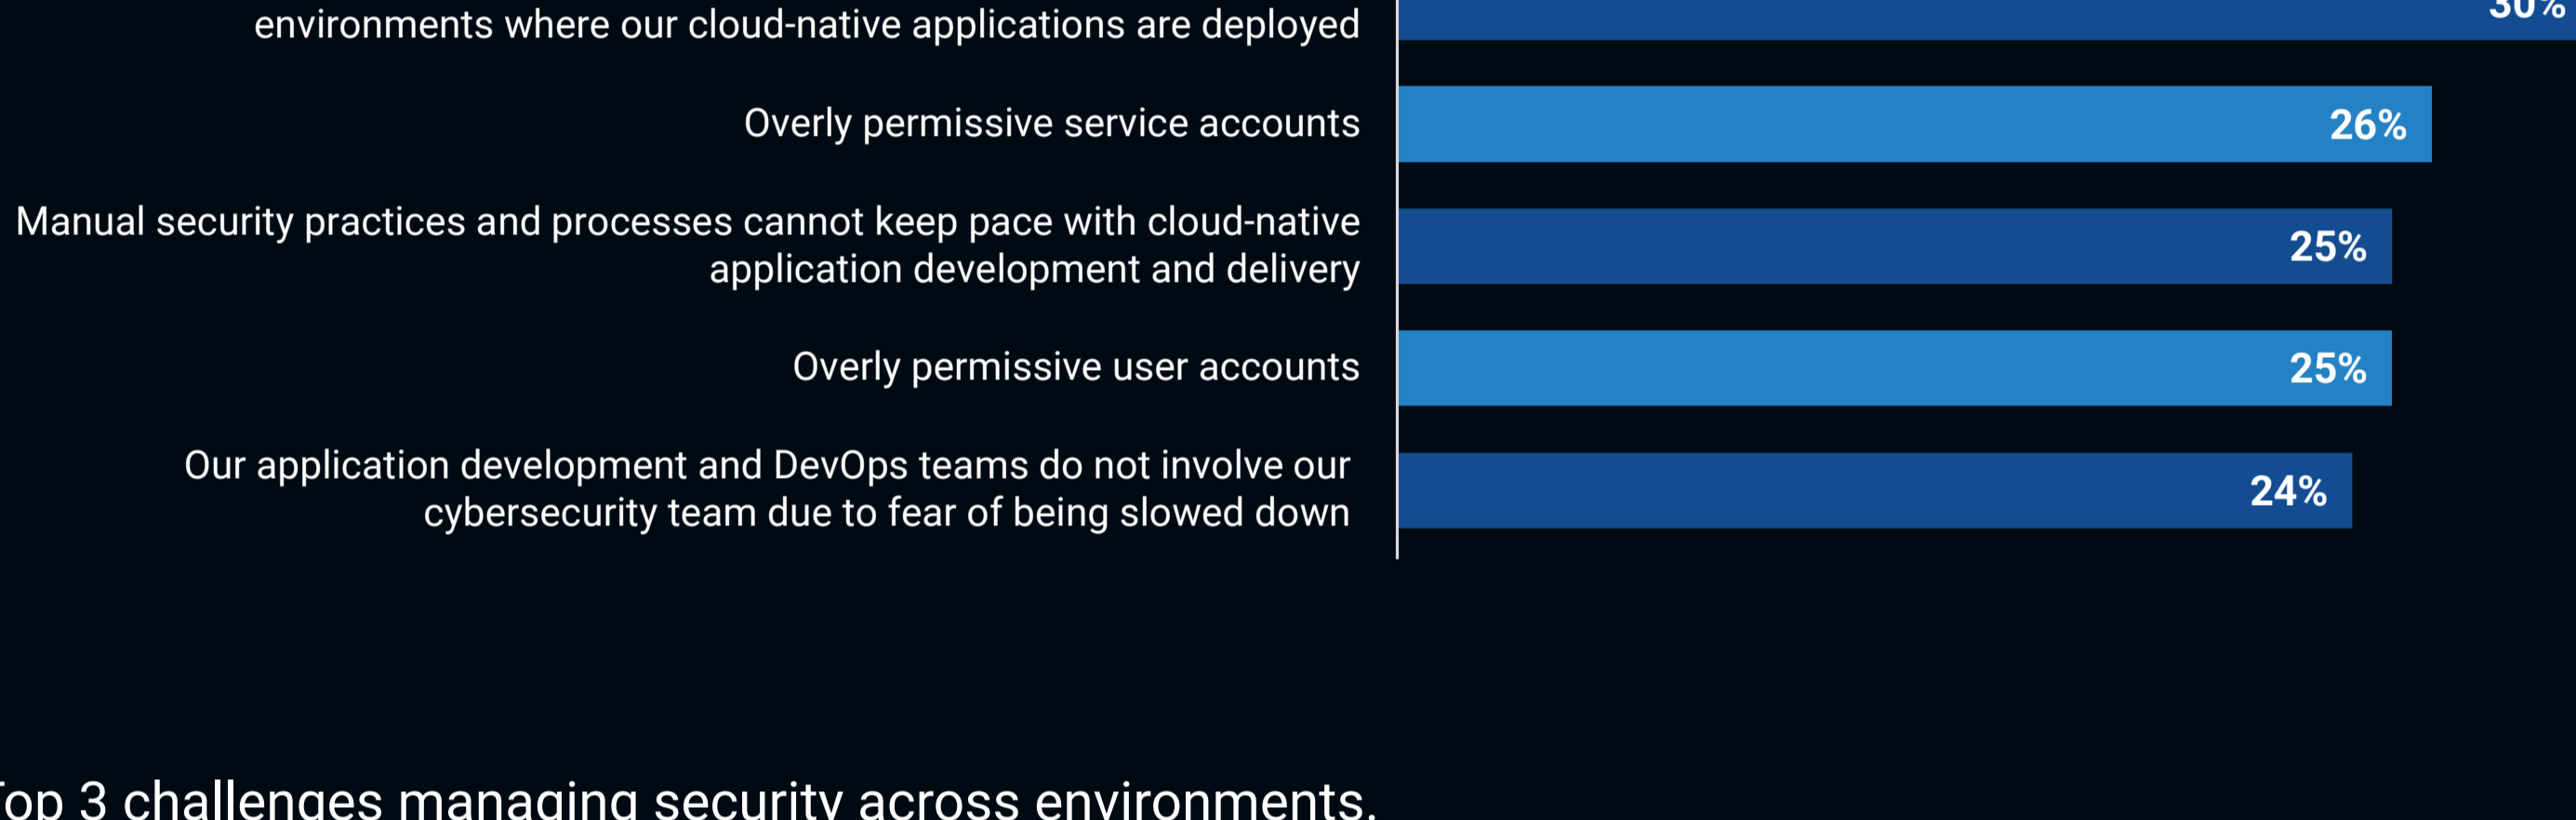 environments where our cloud-native applications are deployed
30%
Overly permissive service accounts
26%
Manual security practices and processes cannot keep pace with cloud-native
application development and delivery
25%
Overly permissive user accounts
25%
Our application development and DevOps teams do not involve our
cybersecurity team due to fear of being slowed down
24%
Top 3 challenges managing security across environments.